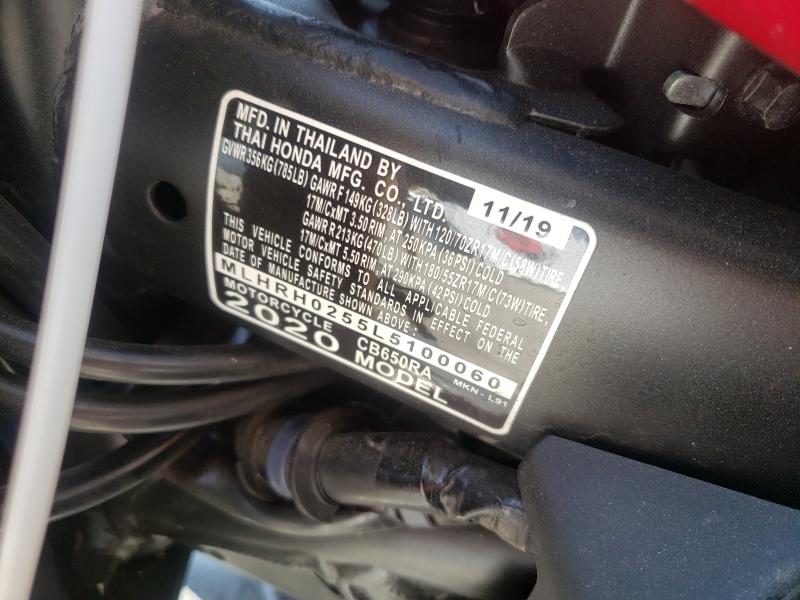 MFD. IN THAILAND BY
THAI HONDA MFG. CO., LTD. 11/19
GVWR 356KG (785LB) GAWR F 149KG (328LB) WITH 120/70ZR17M/C (58W) TIRE,
17M/CxMT 3.50 RIM, AT 250KPA (36PSI) COLD
GAWR R 213KG (470LB) WITH 180/55ZR17M/C (73W) TIRE,
17M/CxMT 5.50 RIM, AT 290KPA (42PSI) COLD
THIS VEHICLE CONFORMS TO ALL APPLICABLE FEDERAL
MOTOR VEHICLE SAFETY STANDARDS IN EFFECT ON THE
DATE OF MANUFACTURE SHOWN ABOVE:
MLHRH0255L5100060
MOTORCYCLE CB650RA MKN-L91
2020 MODEL